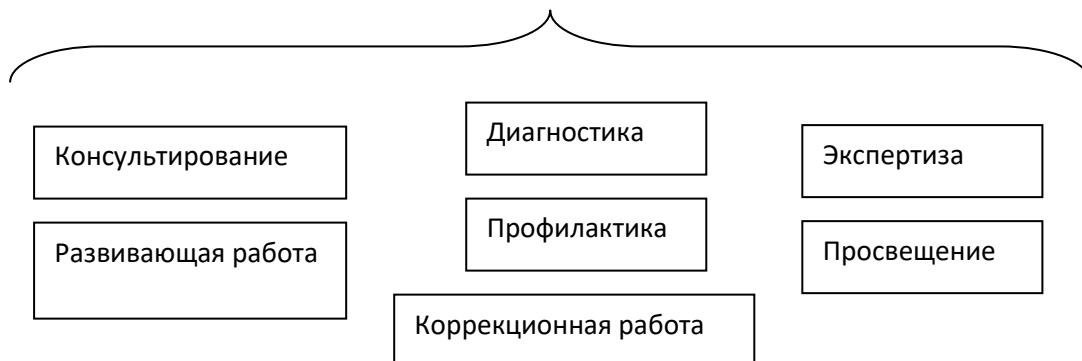 Консультирование
Диагностика
Экспертиза
Развивающая работа
Профилактика
Просвещение
Коррекционная работа